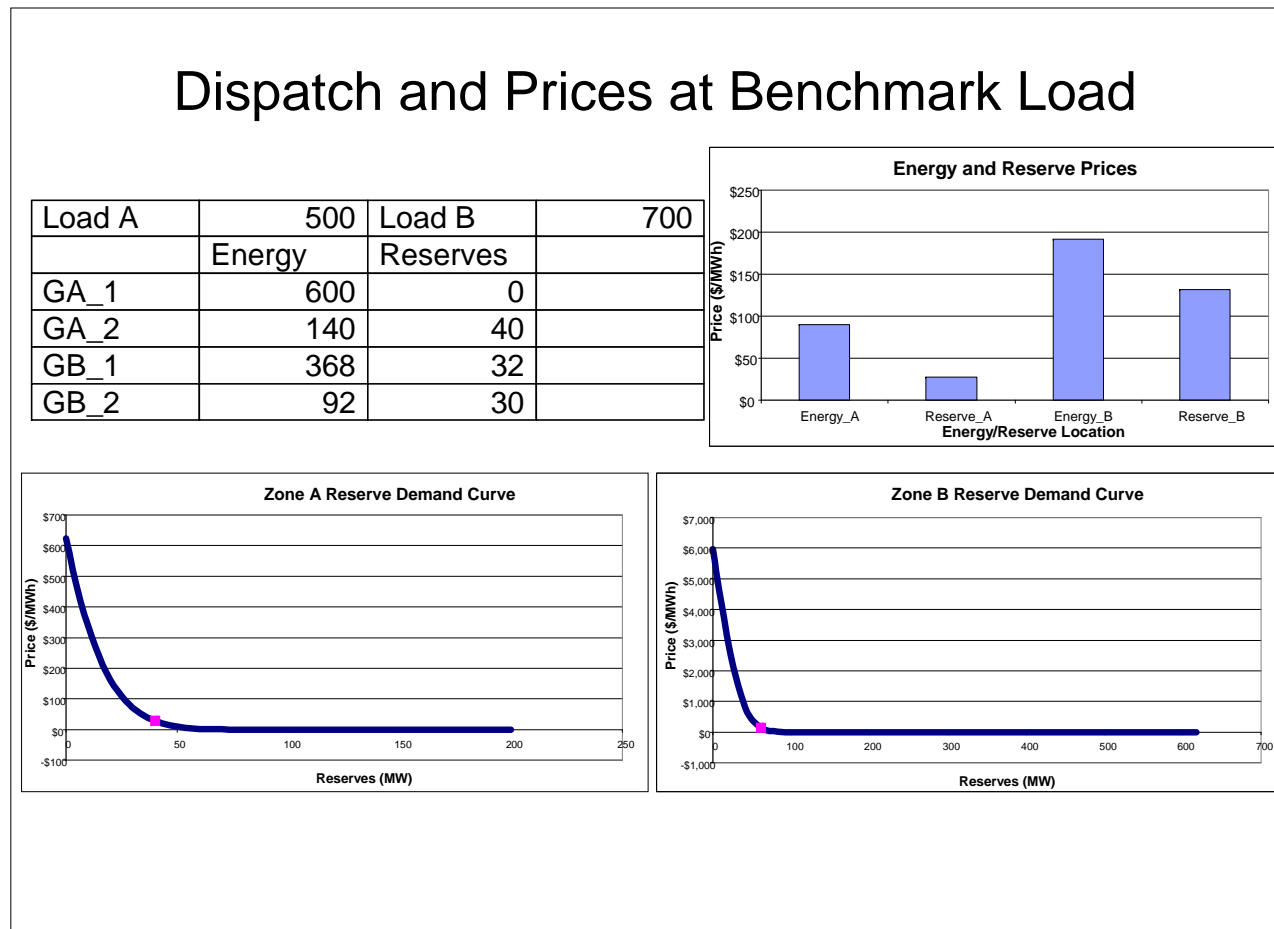 Dispatch and Prices at Benchmark Load
Load A 500 Load B 700
Energy Reserves
GA_1 600 0
GA_2 140 40
GB_1 368 32
GB_2 92 30
Energy and Reserve Prices
$250
$200
$150
$100
$50
$0
Price ($/MWh)
Energy_A Reserve_A Energy_B Reserve_B
Energy/Reserve Location
Zone A Reserve Demand Curve
$700
$600
$500
$400
$300
$200
$100
$0
-$100
Price ($/MWh)
0 50 100 150 200 250
Reserves (MW)
Zone B Reserve Demand Curve
$7,000
$6,000
$5,000
$4,000
$3,000
$2,000
$1,000
$0
-$1,000
Price ($/MWh)
0 100 200 300 400 500 600 700
Reserves (MW)